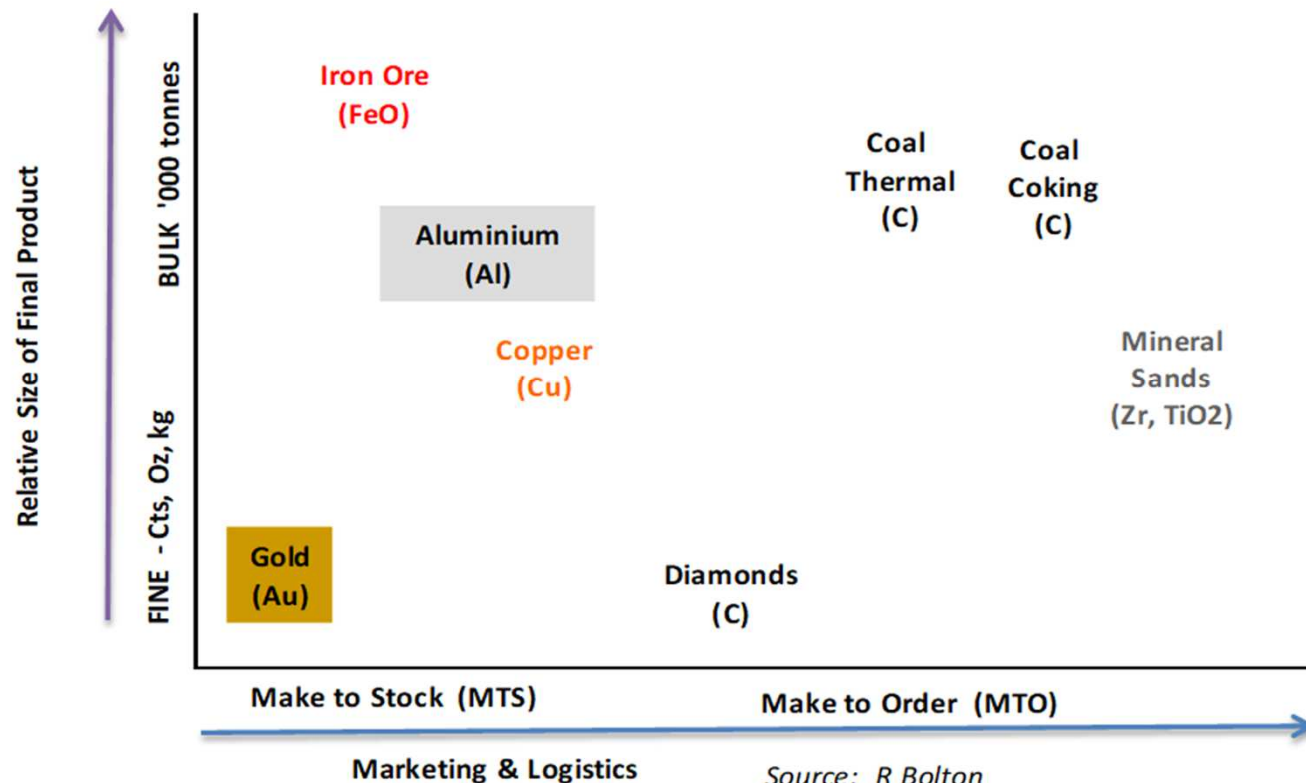 Relative Size of Final Product
BULK '000 tonnes
FINE - Cts, Oz, kg
Iron Ore
(FeO)
Coal
Thermal
(C)
Coal
Coking
(C)
Aluminium
(Al)
Copper
(Cu)
Mineral
Sands
(Zr, TiO2)
Gold
(Au)
Diamonds
(C)
Make to Stock (MTS)
Make to Order (MTO)
Marketing & Logistics
Source: R Bolton